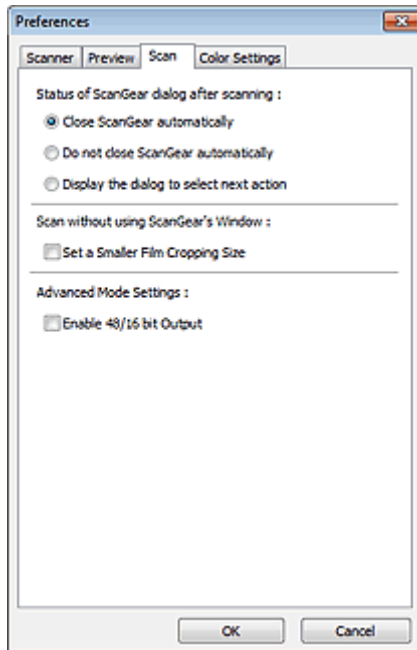 Preferences
Scanner Preview Scan Color Settings
Status of ScanGear dialog after scanning :
Close ScanGear automatically
Do not close ScanGear automatically
Display the dialog to select next action
Scan without using ScanGear's Window :
Set a Smaller Film Cropping Size
Advanced Mode Settings :
Enable 48/16 bit Output
OK Cancel